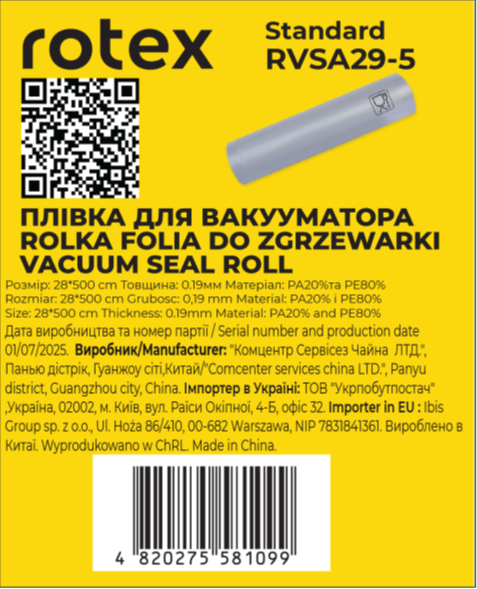 rotex
Standard
RVSA29-5
ПЛІВКА ДЛЯ ВАКУУМАТОРА
ROLKA FOLIA DO ZGRZEWARKI
VACUUM SEAL ROLL
Розмір: 28*500 cm Товщина: 0.19мм Матеріал: PA20%та PE80%
Rozmiar: 28*500 cm Grubosc: 0,19 mm Material: PA20% i PE80%
Size: 28*500 cm Thickness: 0.19mm Material: PA20% and PE80%
Дата виробництва та номер партії / Serial number and production date
01/07/2025. Виробник/Manufacturer: "Комцентр Сервісез Чайна ЛТД.",
Панью дістрік, Гуанжоу сіті,Китай/"Comcenter services china LTD.", Panyu
district, Guangzhou city, China. Імпортер в Україні: ТОВ "Укрпобутпостач"
,Україна, 02002, м. Київ, вул. Раїси Окіпної, 4-Б, офіс 32. Importer in EU : Ibis
Group sp. z o.o., Ul. Hoża 86/410, 00-682 Warszawa, NIP 7831841361. Вироблено в
Китаї. Wyprodukowano w ChRL. Made in China.
4 820275 581099